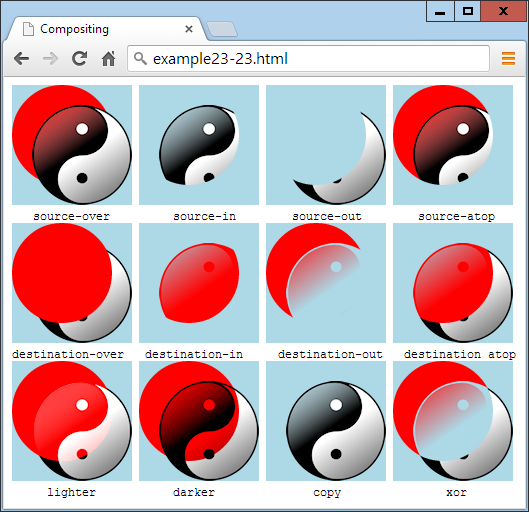 Compositing
example23-23.html
source-over source-in source-out source-atop
destination-over destination-in destination-out destination atop
lighter darker copy xor